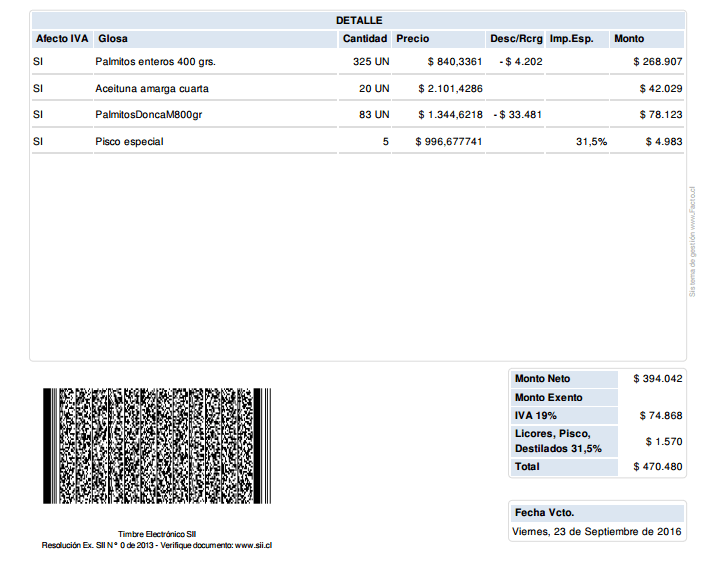 DETALLE
Afecto IVA Glosa Cantidad Precio Desc/Rcrg Imp.Esp. Monto
SI Palmitos enteros 400 grs. 325 UN $ 840,3361 - $ 4.202 $ 268.907
SI Aceituna amarga cuarta 20 UN $ 2.101,4286 $ 42.029
SI PalmitosDoncaM800gr 83 UN $ 1.344,6218 - $ 33.481 $ 78.123
SI Pisco especial 5 $ 996,677741 31,5% $ 4.983
Sistema de gestión www.Facto.cl
Monto Neto $ 394.042
Monto Exento
IVA 19% $ 74.868
Licores, Pisco,
Destilados 31,5% $ 1.570
Total $ 470.480
Fecha Vcto.
Viernes, 23 de Septiembre de 2016
Timbre Electrónico SII
Resolución Ex. SII N° 0 de 2013 - Verifique documento: www.sii.cl